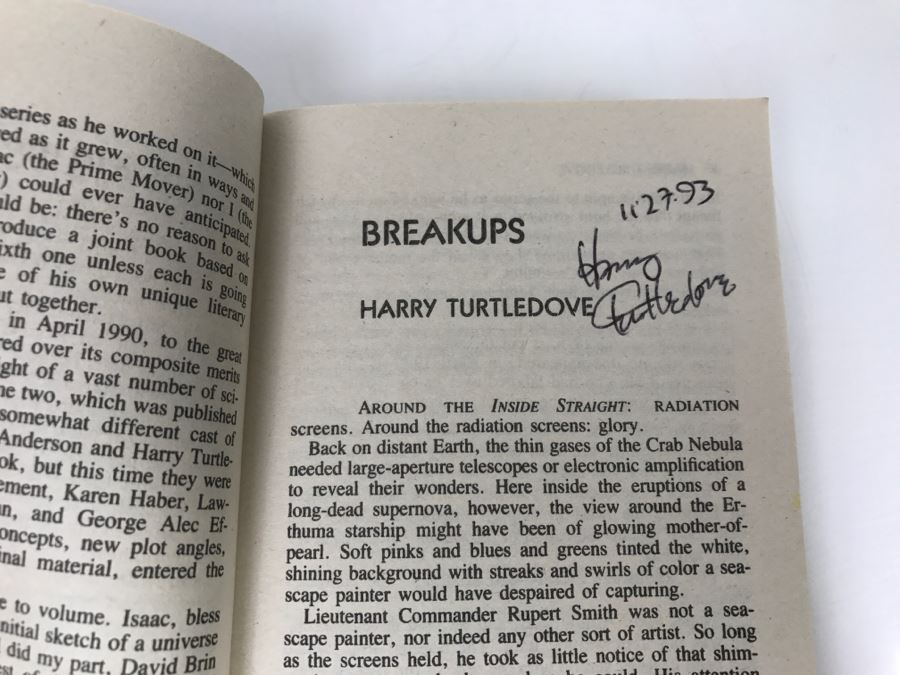 series as he worked on it—which
ed as it grew, often in ways and
ac (the Prime Mover) nor I (the
) could ever have anticipated.
uld be: there's no reason to ask
roduce a joint book based on
ixth one unless each is going
e of his own unique literary
ut together.
in April 1990, to the great
red over its composite merits
ight of a vast number of sci-
he two, which was published
somewhat different cast of
Anderson and Harry Turtle-
ok, but this time they were
ement, Karen Haber, Law-
un, and George Alec Ef-
oncepts, new plot angles,
inal material, entered the
e to volume. Isaac, bless
nitial sketch of a universe
I did my part, David Brin
11·27·93
BREAKUPS
Harry
HARRY TURTLEDOVE
Turtledove
AROUND THE INSIDE STRAIGHT: RADIATION
screens. Around the radiation screens: glory.
Back on distant Earth, the thin gases of the Crab Nebula
needed large-aperture telescopes or electronic amplification
to reveal their wonders. Here inside the eruptions of a
long-dead supernova, however, the view around the Er-
thuma starship might have been of glowing mother-of-
pearl. Soft pinks and blues and greens tinted the white,
shining background with streaks and swirls of color a sea-
scape painter would have despaired of capturing.
Lieutenant Commander Rupert Smith was not a sea-
scape painter, nor indeed any other sort of artist. So long
as the screens held, he took as little notice of that shim-